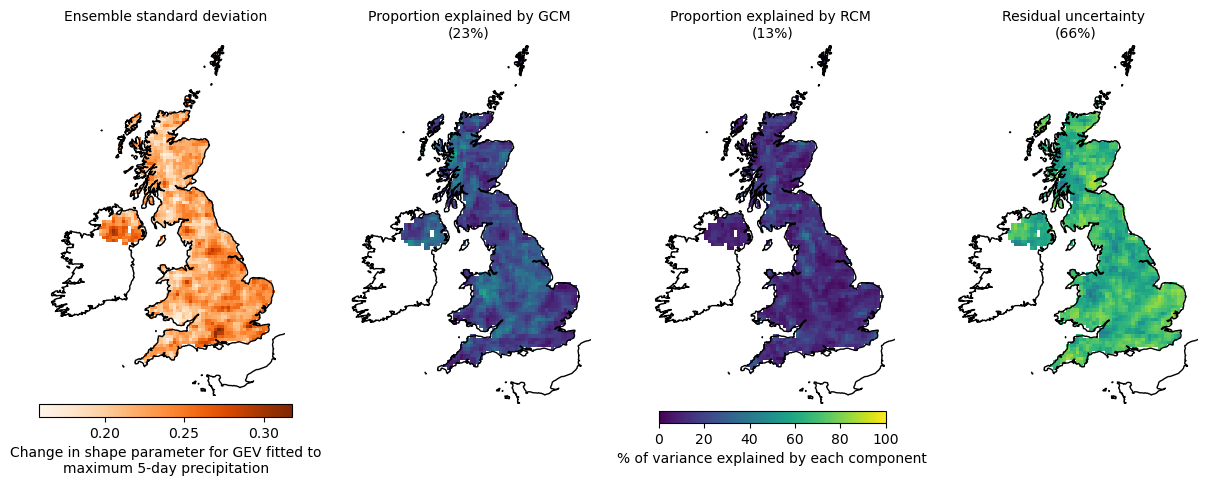 Ensemble standard deviation
Proportion explained by GCM
(23%)
Proportion explained by RCM
(13%)
Residual uncertainty
(66%)
0.20 0.25 0.30
Change in shape parameter for GEV fitted to
maximum 5-day precipitation
0 20 40 60 80 100
% of variance explained by each component